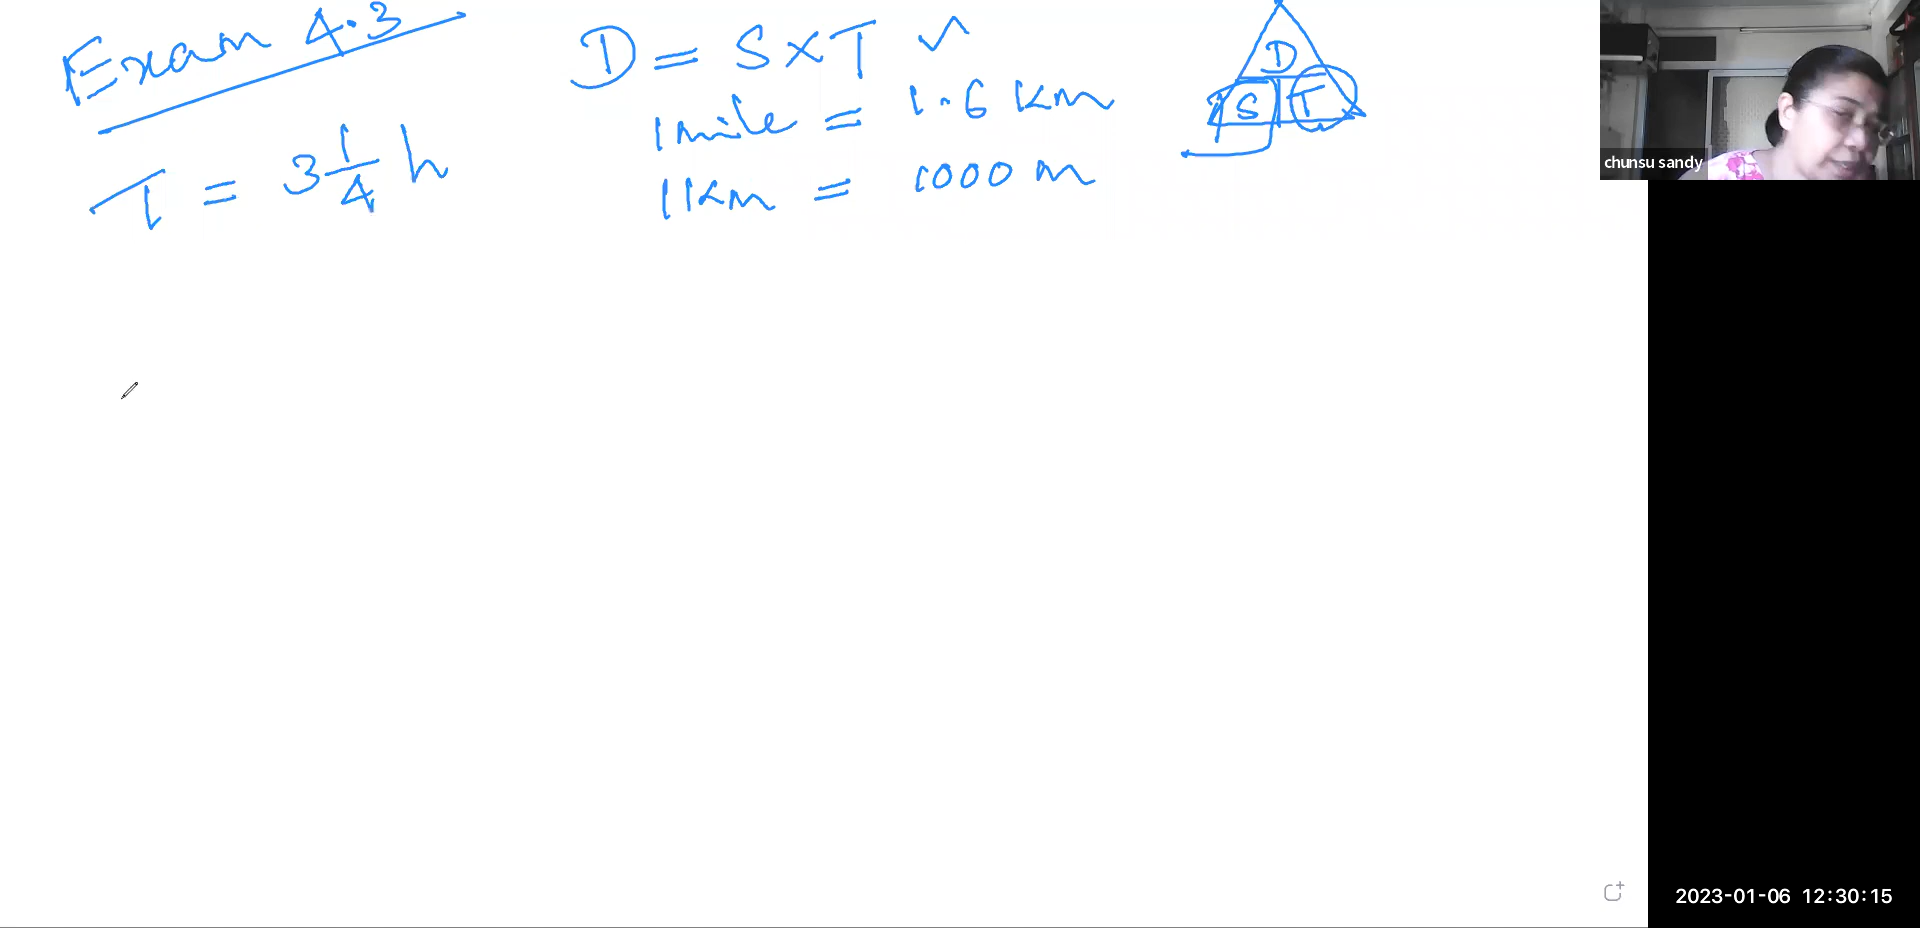 Exam 4.3
D = S×T ✓
1 mile = 1.6 km
1 km = 1000 m
T = 3 1/4 h
D
S T
chunsu sandy
2023-01-06 12:30:15